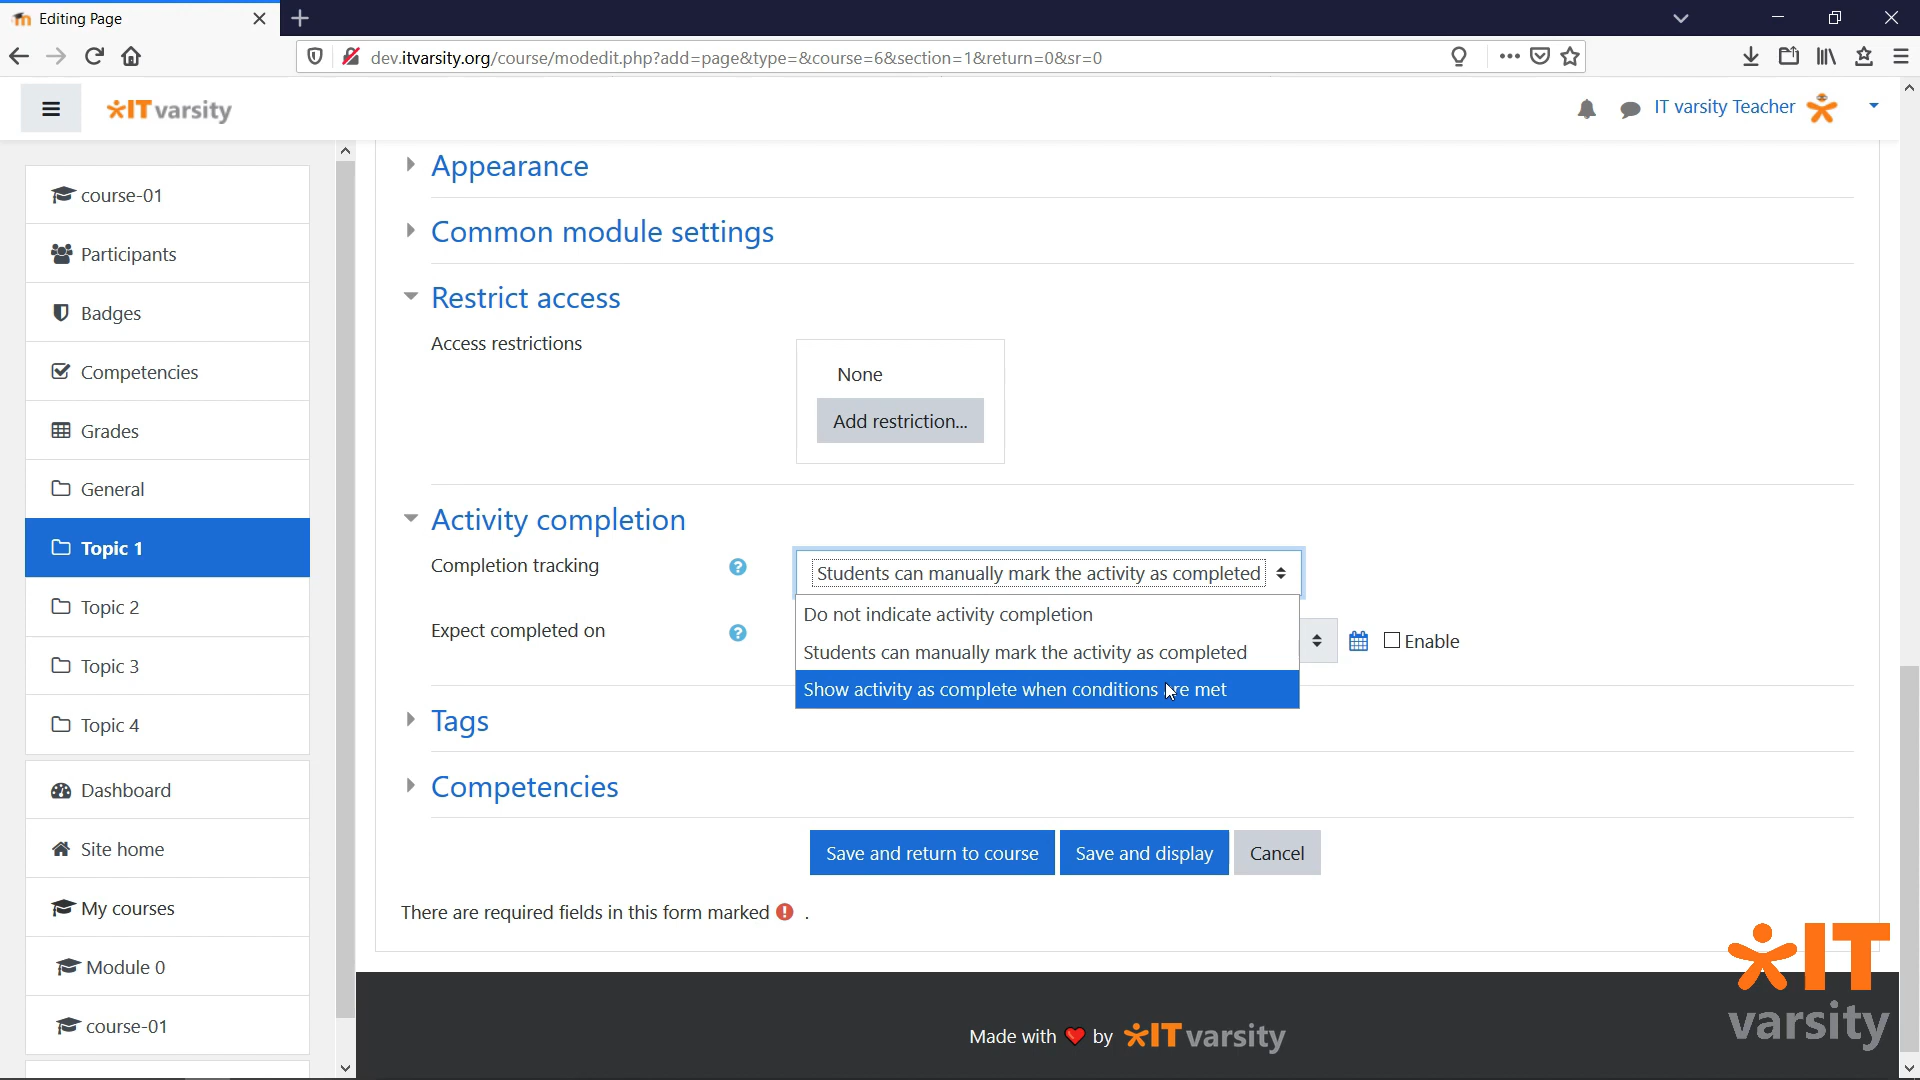 Editing Page
dev.itvarsity.org/course/modedit.php?add=page&type=&course=6&section=1&return=0&sr=0
IT varsity
IT varsity Teacher
course-01
Participants
Badges
Competencies
Grades
General
Topic 1
Topic 2
Topic 3
Topic 4
Dashboard
Site home
My courses
Module 0
course-01
Appearance
Common module settings
Restrict access
Access restrictions
None
Add restriction...
Activity completion
Completion tracking
Students can manually mark the activity as completed
Do not indicate activity completion
Students can manually mark the activity as completed
Show activity as complete when conditions are met
Expect completed on
Enable
Tags
Competencies
Save and return to course
Save and display
Cancel
There are required fields in this form marked .
Made with by IT varsity
IT
varsity